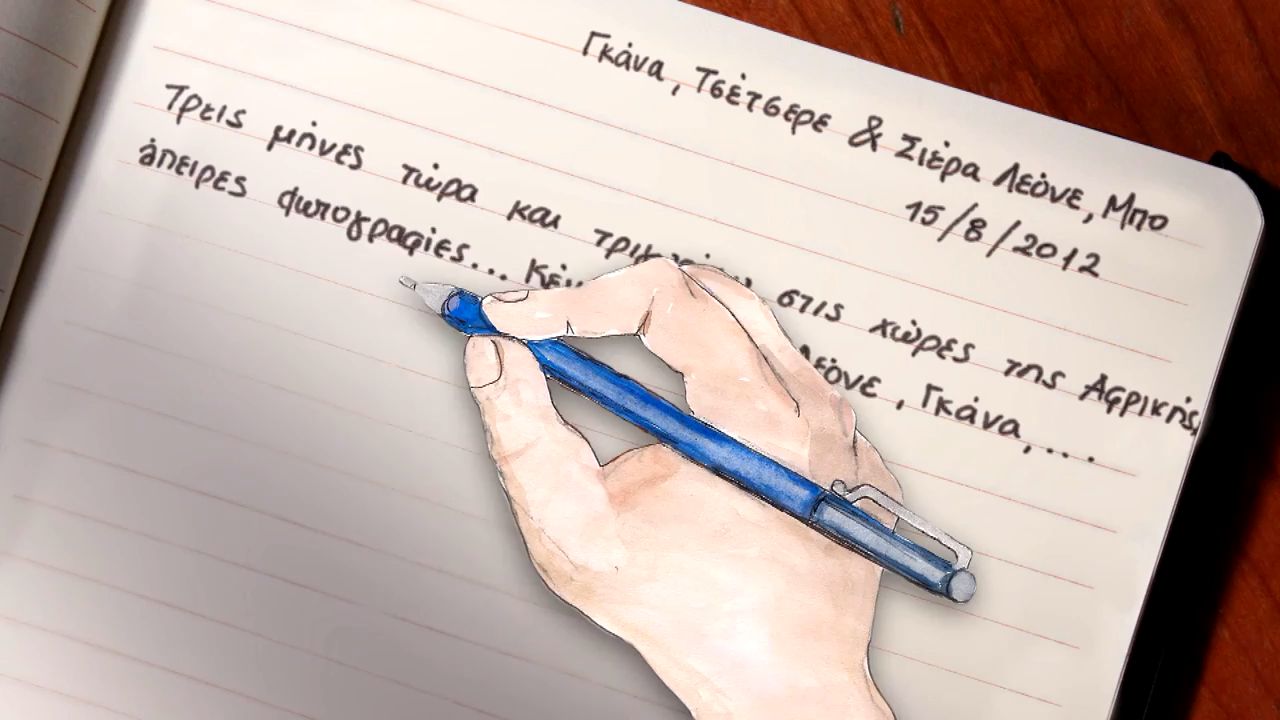 Γκάνα, Τσέτσερε & Σιέρα Λεόνε, Μπο
15/8/2012
Τρεις μήνες τώρα και στις χώρες της Αφρικής,
άπειρες φωτογραφίες... Γκάνα, ...